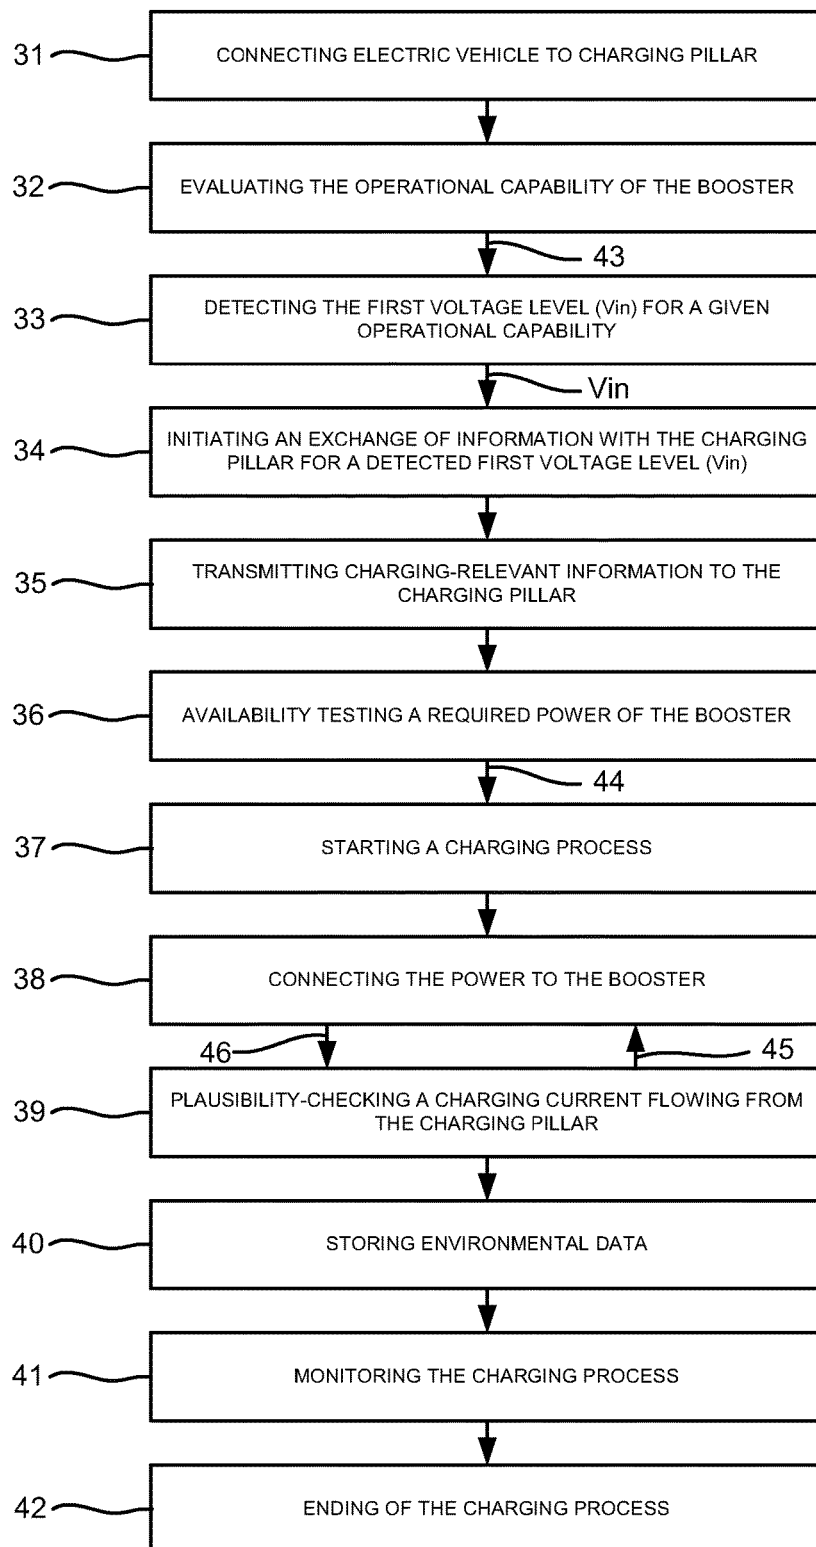 31
CONNECTING ELECTRIC VEHICLE TO CHARGING PILLAR
32
EVALUATING THE OPERATIONAL CAPABILITY OF THE BOOSTER
43
33
DETECTING THE FIRST VOLTAGE LEVEL (Vin) FOR A GIVEN
OPERATIONAL CAPABILITY
Vin
34
INITIATING AN EXCHANGE OF INFORMATION WITH THE CHARGING
PILLAR FOR A DETECTED FIRST VOLTAGE LEVEL (Vin)
35
TRANSMITTING CHARGING-RELEVANT INFORMATION TO THE
CHARGING PILLAR
36
AVAILABILITY TESTING A REQUIRED POWER OF THE BOOSTER
44
37
STARTING A CHARGING PROCESS
38
CONNECTING THE POWER TO THE BOOSTER
46
45
39
PLAUSIBILITY-CHECKING A CHARGING CURRENT FLOWING FROM
THE CHARGING PILLAR
40
STORING ENVIRONMENTAL DATA
41
MONITORING THE CHARGING PROCESS
42
ENDING OF THE CHARGING PROCESS